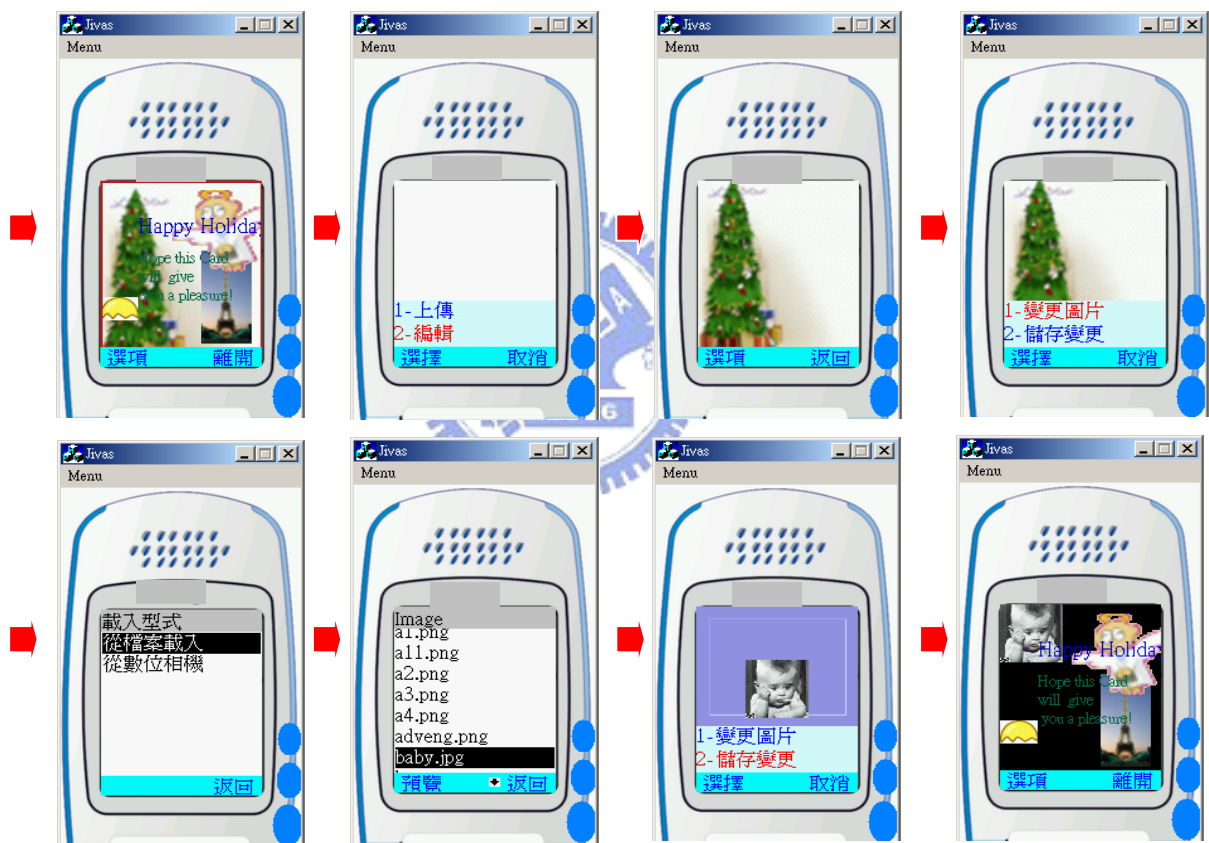 Jivas
Menu
Happy Holiday
Hope this Card
will give
you a pleasure!
選項 離開
Jivas
Menu
1-上傳
2-編輯
選擇 取消
Jivas
Menu
選項 返回
Jivas
Menu
1-變更圖片
2-儲存變更
選擇 取消
Jivas
Menu
載入型式
從檔案載入
從數位相機
返回
Jivas
Menu
Image
a1.png
a11.png
a2.png
a3.png
a4.png
adveng.png
baby.jpg
預覽 返回
Jivas
Menu
1-變更圖片
2-儲存變更
選擇 取消
Jivas
Menu
Happy Holiday
Hope this Card
will give
you a pleasure!
選項 離開